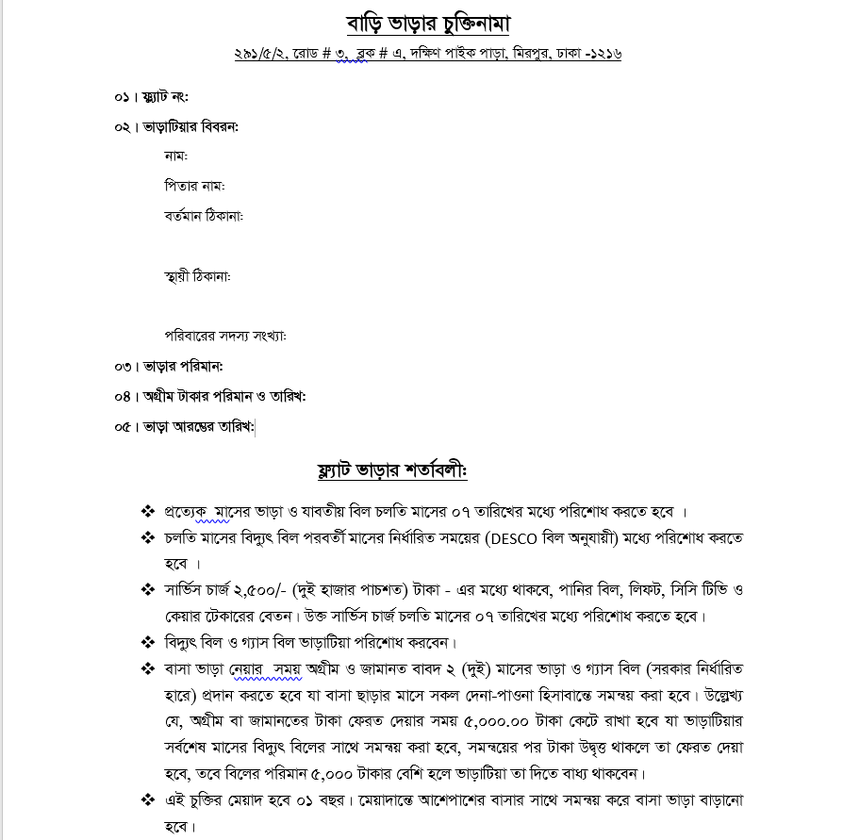 বাড়ি ভাড়ার চুক্তিনামা
২৯১/৫/২, রোড # ৩, ব্লক # এ, দক্ষিণ পাইক পাড়া, মিরপুর, ঢাকা -১২১৬
০১। ফ্ল্যাট নং:
০২। ভাড়াটিয়ার বিবরন:
নাম:
পিতার নাম:
বর্তমান ঠিকানা:
স্থায়ী ঠিকানা:
পরিবারের সদস্য সংখ্যা:
০৩। ভাড়ার পরিমান:
০৪। অগ্রীম টাকার পরিমান ও তারিখ:
০৫। ভাড়া আরম্ভের তারিখ:
ফ্ল্যাট ভাড়ার শর্তাবলী:
❖ প্রত্যেক মাসের ভাড়া ও যাবতীয় বিল চলতি মাসের ০৭ তারিখের মধ্যে পরিশোধ করতে হবে ।
❖ চলতি মাসের বিদ্যুৎ বিল পরবর্তী মাসের নির্ধারিত সময়ের (DESCO বিল অনুযায়ী) মধ্যে পরিশোধ করতে
হবে ।
❖ সার্ভিস চার্জ ২,৫০০/- (দুই হাজার পাচশত) টাকা - এর মধ্যে থাকবে, পানির বিল, লিফট, সিসি টিভি ও
কেয়ার টেকারের বেতন। উক্ত সার্ভিস চার্জ চলতি মাসের ০৭ তারিখের মধ্যে পরিশোধ করতে হবে।
❖ বিদ্যুৎ বিল ও গ্যাস বিল ভাড়াটিয়া পরিশোধ করবেন।
❖ বাসা ভাড়া নেয়ার সময় অগ্রীম ও জামানত বাবদ ২ (দুই) মাসের ভাড়া ও গ্যাস বিল (সরকার নির্ধারিত
হারে) প্রদান করতে হবে যা বাসা ছাড়ার মাসে সকল দেনা-পাওনা হিসাবান্তে সমন্বয় করা হবে। উল্লেখ্য
যে, অগ্রীম বা জামানতের টাকা ফেরত দেয়ার সময় ৫,০০০.০০ টাকা কেটে রাখা হবে যা ভাড়াটিয়ার
সর্বশেষ মাসের বিদ্যুৎ বিলের সাথে সমন্বয় করা হবে, সমন্বয়ের পর টাকা উদ্বৃত্ত থাকলে তা ফেরত দেয়া
হবে, তবে বিলের পরিমান ৫,০০০ টাকার বেশি হলে ভাড়াটিয়া তা দিতে বাধ্য থাকবেন।
❖ এই চুক্তির মেয়াদ হবে ০১ বছর। মেয়াদান্তে আশেপাশের বাসার সাথে সমন্বয় করে বাসা ভাড়া বাড়ানো
হবে।